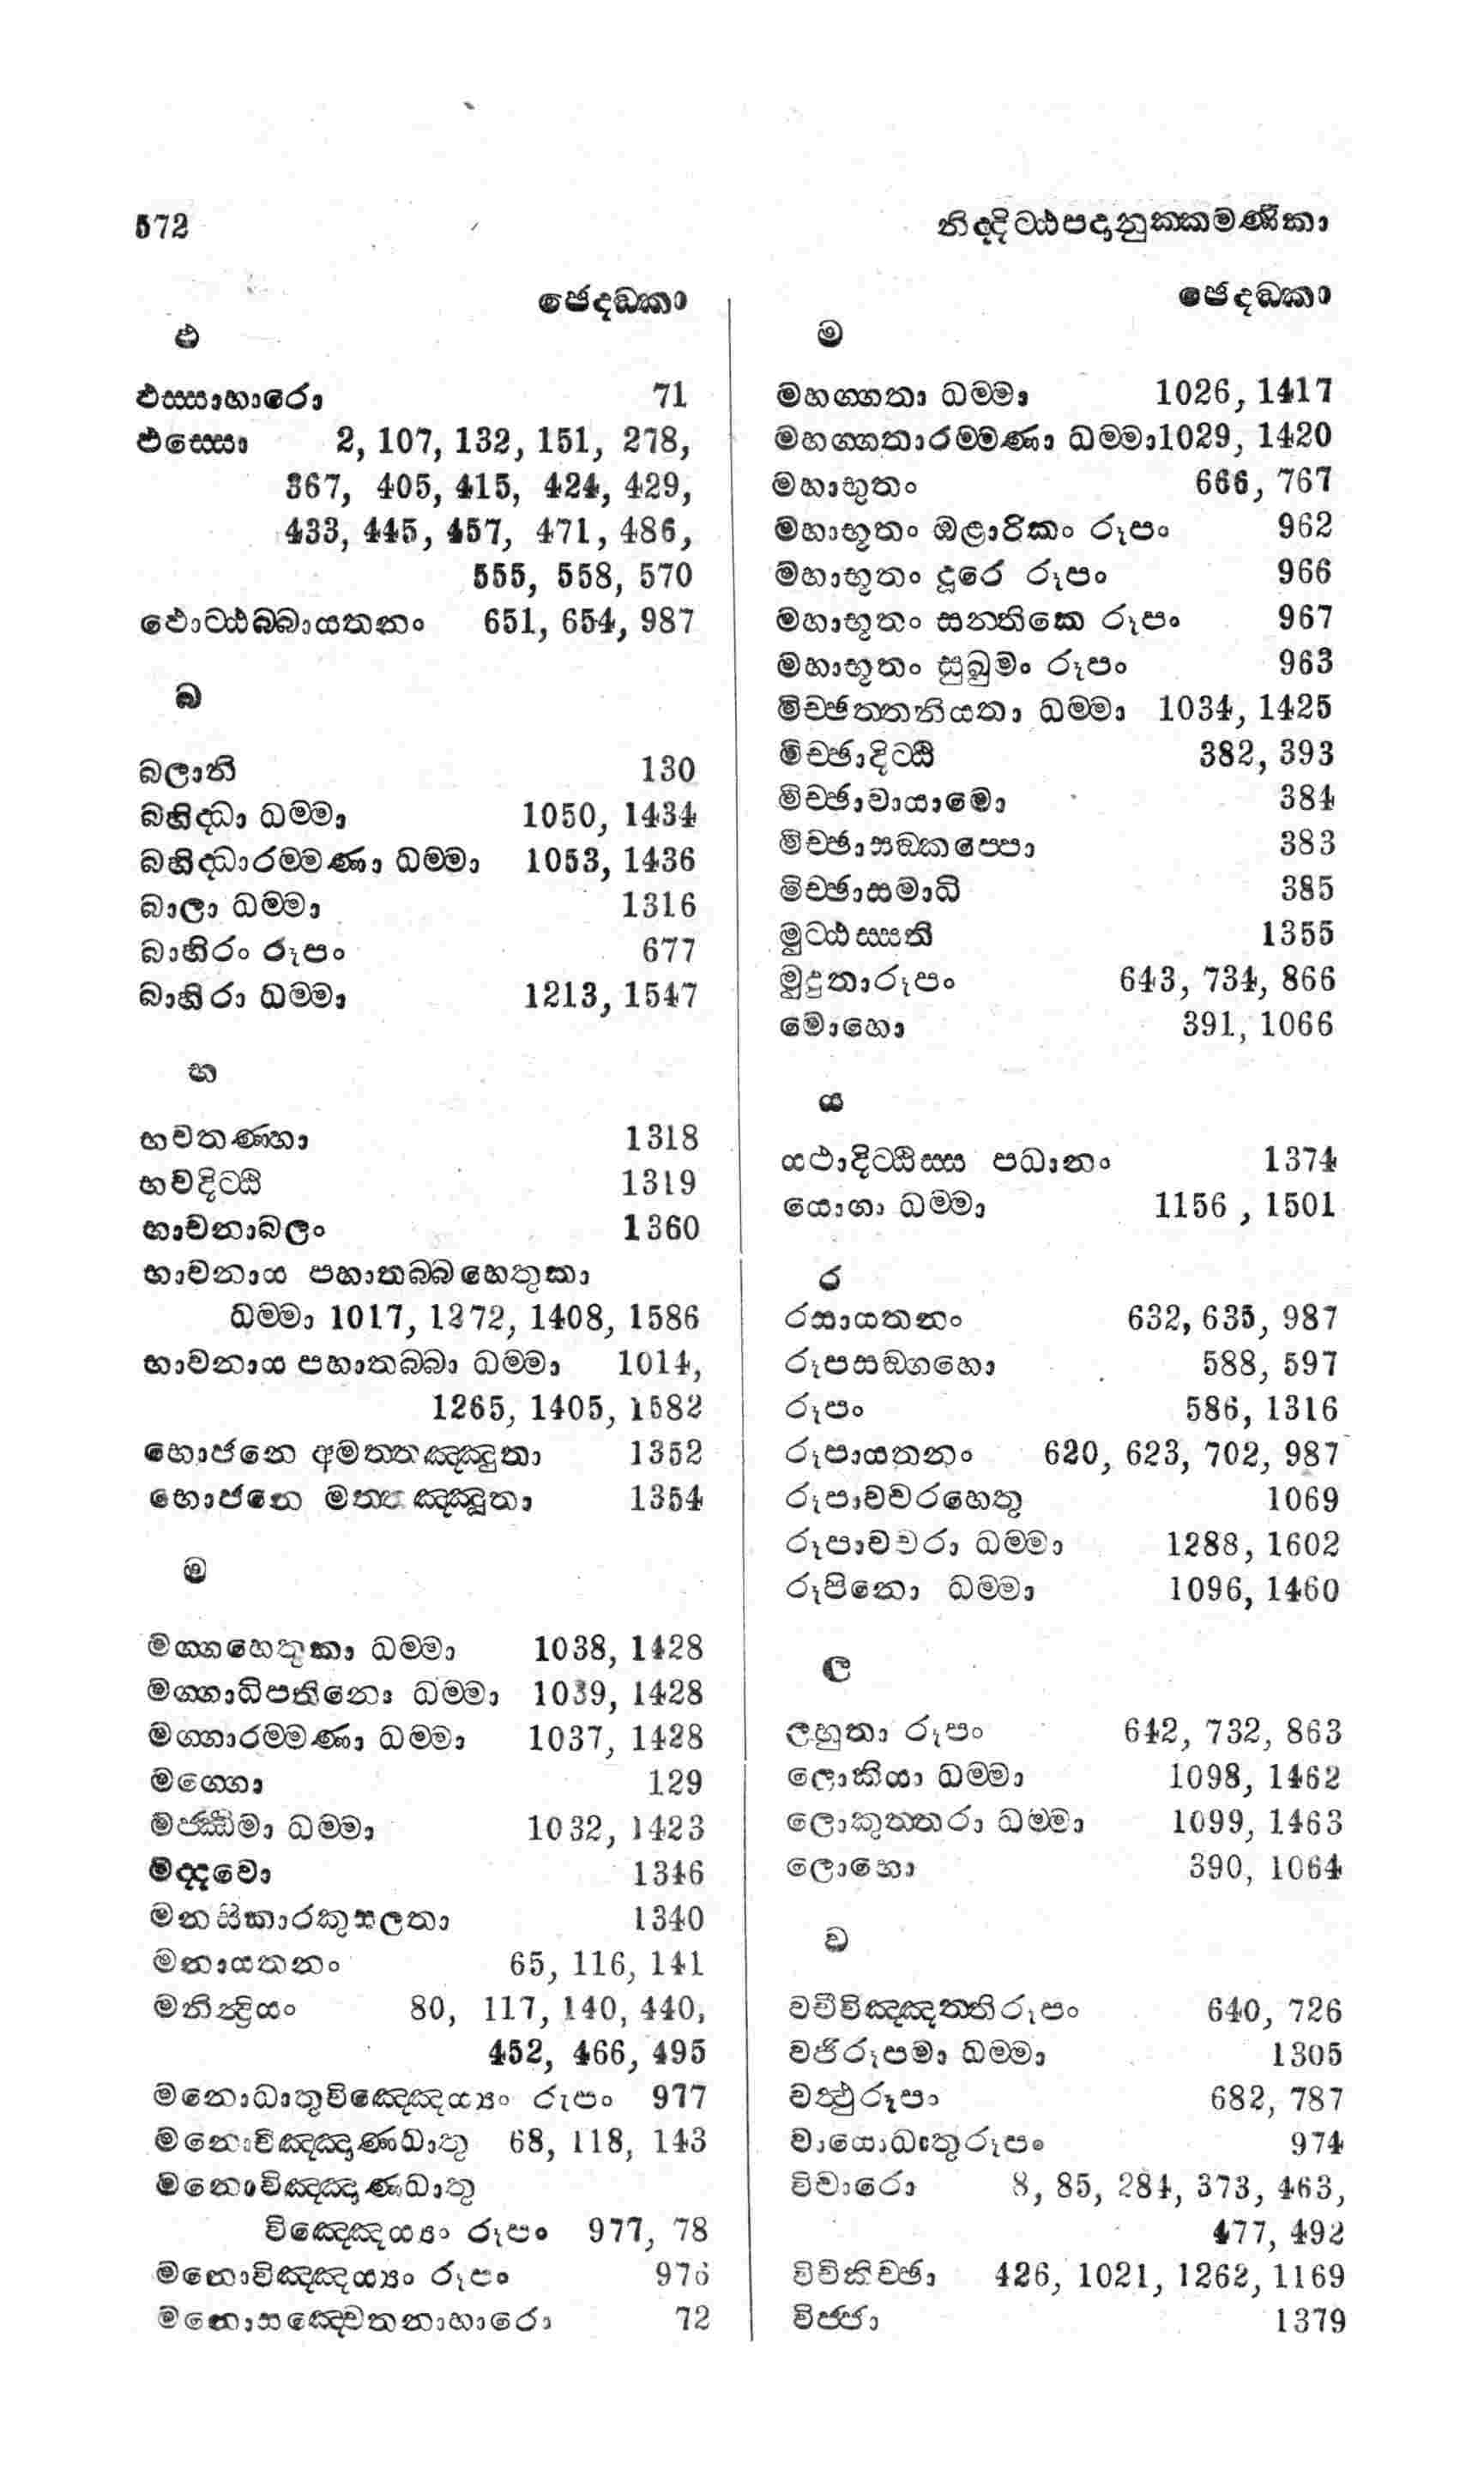 572 නිද්දිට්ඨපදානුක්කමණිකා
ඡෙදඞ්කා
ඵ
ඵස්සාහාරො 71
ඵස්සො 2, 107, 132, 151, 278,
367, 405, 415, 424, 429,
433, 445, 457, 471, 486,
555, 558, 570
ඵොට්ඨබ්බායතනං 651, 654, 987
බ
බලානි 130
බහිද්ධා ධම්මා 1050, 1434
බහිද්ධාරම්මණා ධම්මා 1053, 1436
බාලා ධම්මා 1316
බාහිරං රූපං 677
බාහිරා ධම්මා 1213, 1547
භ
භවතණ්හා 1318
භවදිට්ඨි 1319
භාවනාබලං 1360
භාවනාය පහාතබ්බහෙතුකා
ධම්මා 1017, 1272, 1408, 1586
භාවනාය පහාතබ්බා ධම්මා 1014,
1265, 1405, 1582
භොජනෙ අමත්තඤ්ඤුතා 1352
භොජනෙ මත්තඤ්ඤුතා 1354
ම
මග්ගහෙතුකා ධම්මා 1038, 1428
මග්ගාධිපතිනො ධම්මා 1039, 1428
මග්ගාරම්මණා ධම්මා 1037, 1428
මග්ගො 129
මජ්ඣිමා ධම්මා 1032, 1423
මද්දවො 1346
මනසිකාරකුසලතා 1340
මනායතනං 65, 116, 141
මනින්ද්‍රියං 80, 117, 140, 440,
452, 466, 495
මනොධාතුවිඤ්ඤෙය්‍යං රූපං 977
මනොවිඤ්ඤාණධාතු 68, 118, 143
මනොවිඤ්ඤාණධාතු
විඤ්ඤෙය්‍යං රූපං 977, 78
මනොවිඤ්ඤය්‍යං රූපං 976
මනොසඤ්චෙතනාහාරො 72
ඡෙදඞ්කා
ම
මහග්ගතා ධම්මා 1026, 1417
මහග්ගතාරම්මණා ධම්මා 1029, 1420
මහාභූතං 666, 767
මහාභූතං ඔළාරිකං රූපං 962
මහාභූතං දූරෙ රූපං 966
මහාභූතං සන්තිකෙ රූපං 967
මහාභූතං සුඛුමං රූපං 963
මිච්ඡත්තනියතා ධම්මා 1034, 1425
මිච්ඡාදිට්ඨි 382, 393
මිච්ඡාවායාමො 384
මිච්ඡාසඞ්කප්පො 383
මිච්ඡාසමාධි 385
මුට්ඨස්සති 1355
මුදුතාරූපං 643, 734, 866
මොහො 391, 1066
ය
යථාදිට්ඨිස්ස පධානං 1374
යොගා ධම්මා 1156, 1501
ර
රසායතනං 632, 635, 987
රූපසඞ්ගහො 588, 597
රූපං 586, 1316
රූපායතනං 620, 623, 702, 987
රූපාවචරහෙතු 1069
රූපාවචරා ධම්මා 1288, 1602
රූපිනො ධම්මා 1096, 1460
ල
ලහුතා රූපං 642, 732, 863
ලොකියා ධම්මා 1098, 1462
ලොකුත්තරා ධම්මා 1099, 1463
ලොභො 390, 1064
ව
වචීවිඤ්ඤත්තිරූපං 640, 726
වජිරූපමා ධම්මා 1305
වත්ථුරූපා 682, 787
වායොධාතුරූපං 974
විචාරො 8, 85, 284, 373, 463,
477, 492
විචිකිච්ඡා 426, 1021, 1262, 1169
විජ්ජා 1379